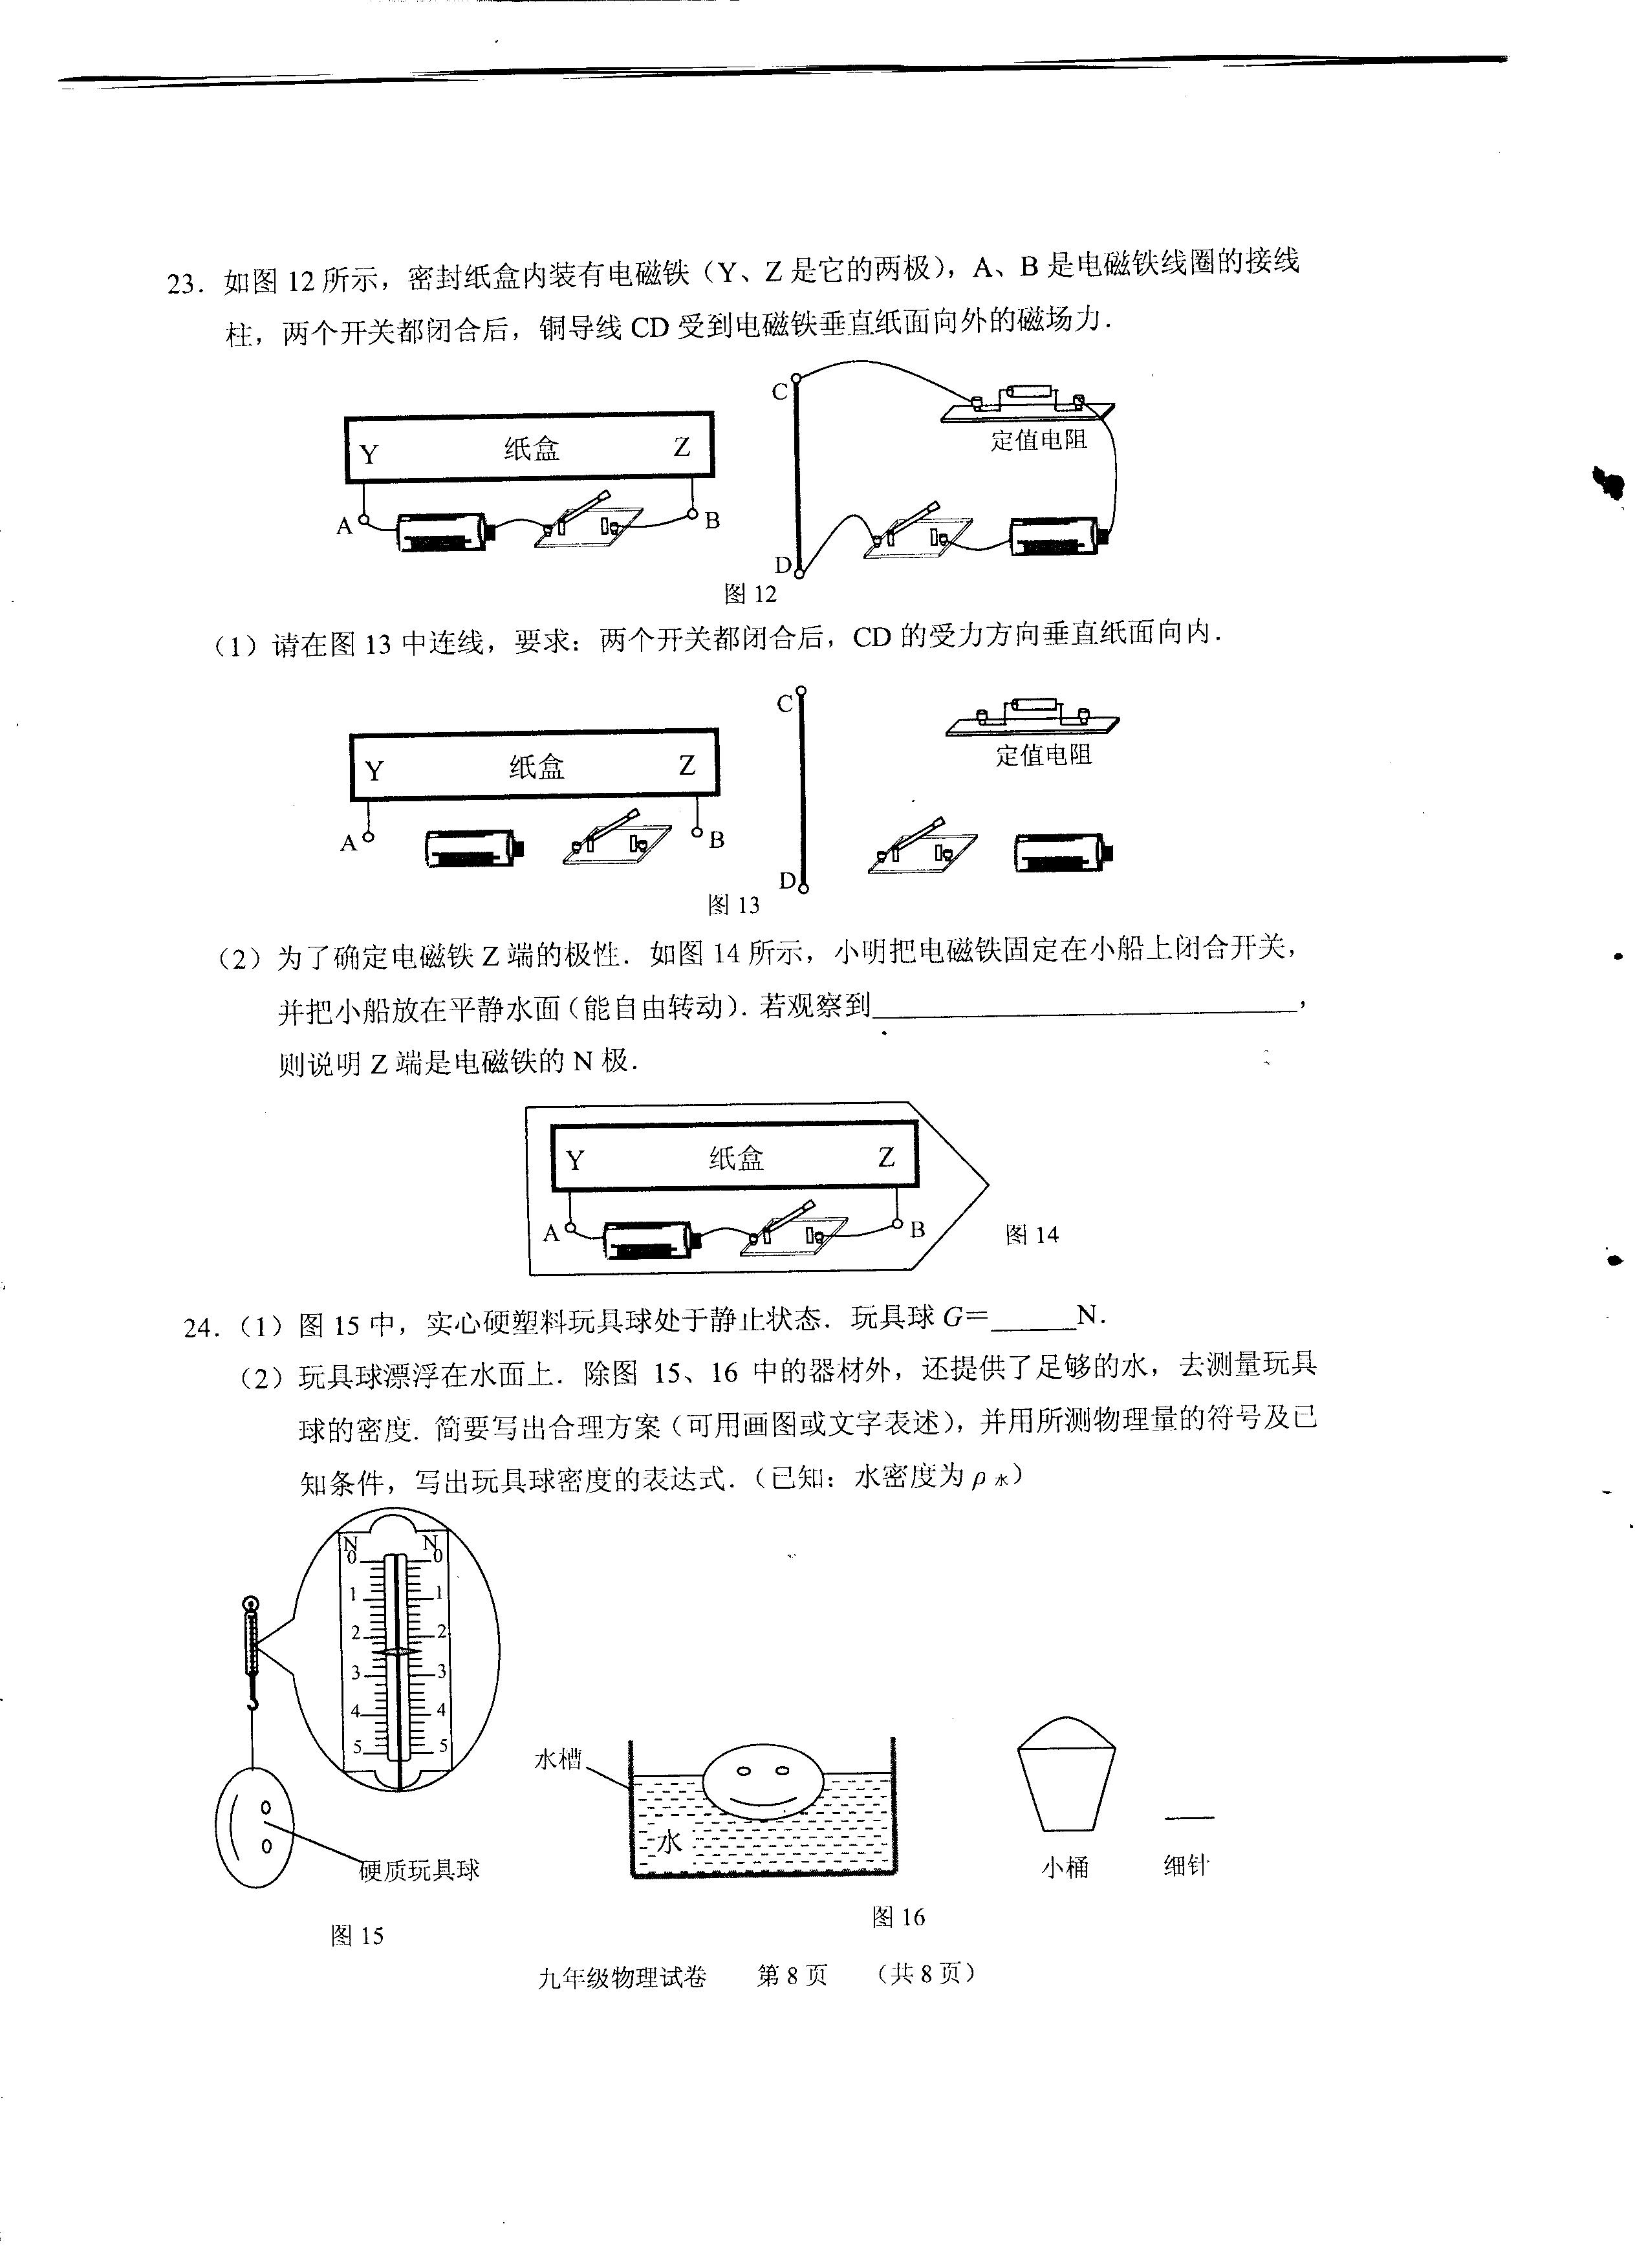 23. 如图 12 所示，密封纸盒内装有电磁铁（Y、Z 是它的两极），A、B 是电磁铁线圈的接线
柱，两个开关都闭合后，铜导线 CD 受到电磁铁垂直纸面向外的磁场力．
C
定值电阻
Y 纸盒 Z
A B
D
图 12
（1）请在图 13 中连线，要求：两个开关都闭合后，CD 的受力方向垂直纸面向内．
C
定值电阻
Y 纸盒 Z
A B
D
图 13
（2）为了确定电磁铁 Z 端的极性．如图 14 所示，小明把电磁铁固定在小船上闭合开关，
并把小船放在平静水面（能自由转动）．若观察到______，
则说明 Z 端是电磁铁的 N 极．
Y 纸盒 Z
A B
图 14
24.（1）图 15 中，实心硬塑料玩具球处于静止状态．玩具球 G=______N.
（2）玩具球漂浮在水面上．除图 15、16 中的器材外，还提供了足够的水，去测量玩具
球的密度．简要写出合理方案（可用画图或文字表述），并用所测物理量的符号及已
知条件，写出玩具球密度的表达式．（已知：水密度为 ρ水）
N N
0 0
1 1
2 2
3 3
4 4
5 5
水槽
水
硬质玩具球
小桶 细针
图 15
图 16
九年级物理试卷 第 8 页 （共 8 页）